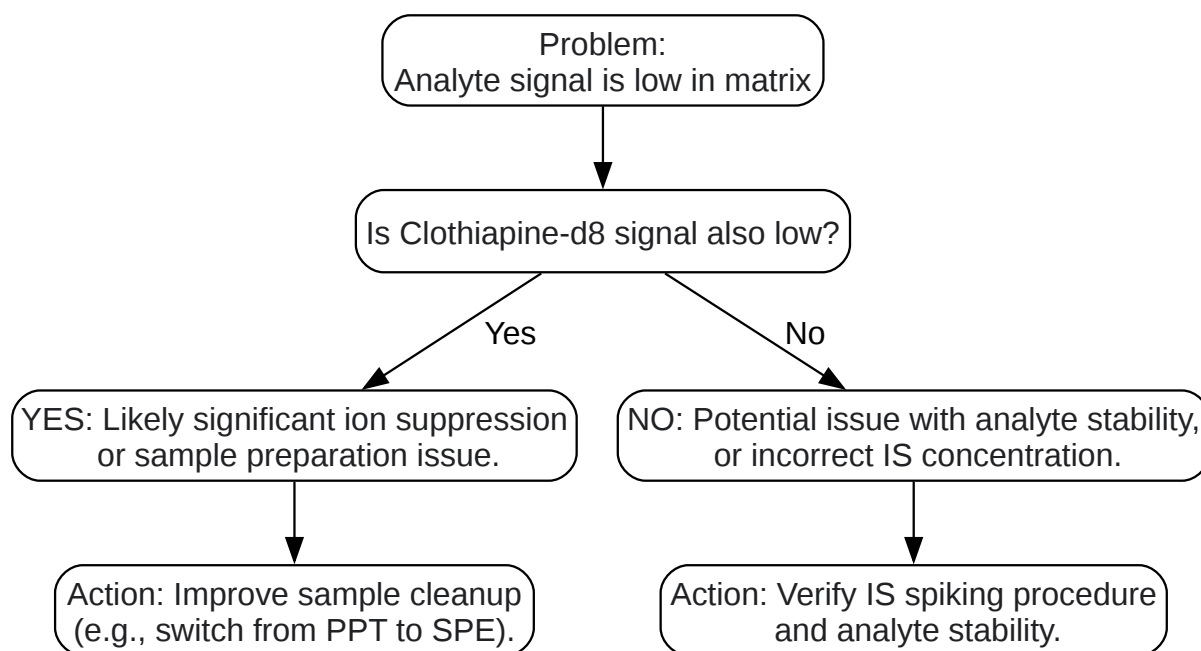 Problem:
Analyte signal is low in matrix
Is Clothiapine-d8 signal also low?
Yes
No
YES: Likely significant ion suppression
or sample preparation issue.
NO: Potential issue with analyte stability,
or incorrect IS concentration.
Action: Improve sample cleanup
(e.g., switch from PPT to SPE).
Action: Verify IS spiking procedure
and analyte stability.